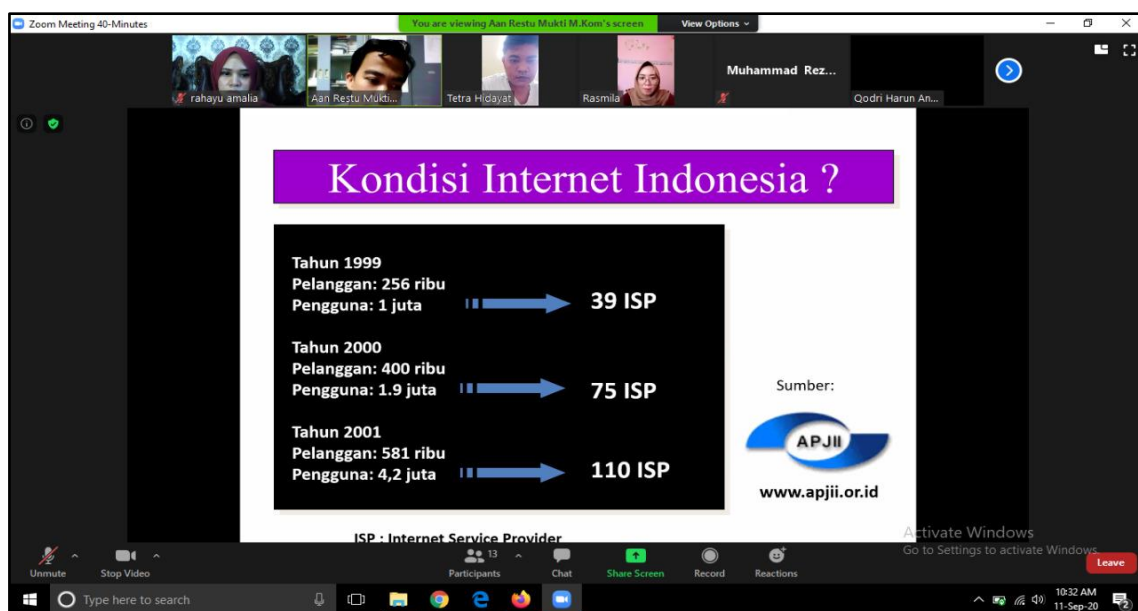 Zoom Meeting 40-Minutes
You are viewing Aan Restu Mukti M.Kom's screen
View Options
rahayu amalia
Aan Restu Mukti...
Tetra Hidayat
Rasmila
Muhammad Rez...
Qodri Harun An...
Kondisi Internet Indonesia ?
Tahun 1999
Pelanggan: 256 ribu
Pengguna: 1 juta
39 ISP
Tahun 2000
Pelanggan: 400 ribu
Pengguna: 1.9 juta
75 ISP
Tahun 2001
Pelanggan: 581 ribu
Pengguna: 4,2 juta
110 ISP
Sumber:
APJII
www.apjii.or.id
ISP : Internet Service Provider
Activate Windows
Go to Settings to activate Windows.
Unmute
Stop Video
13
Participants
Chat
Share Screen
Record
Reactions
Leave
Type here to search
10:32 AM
11-Sep-20
2